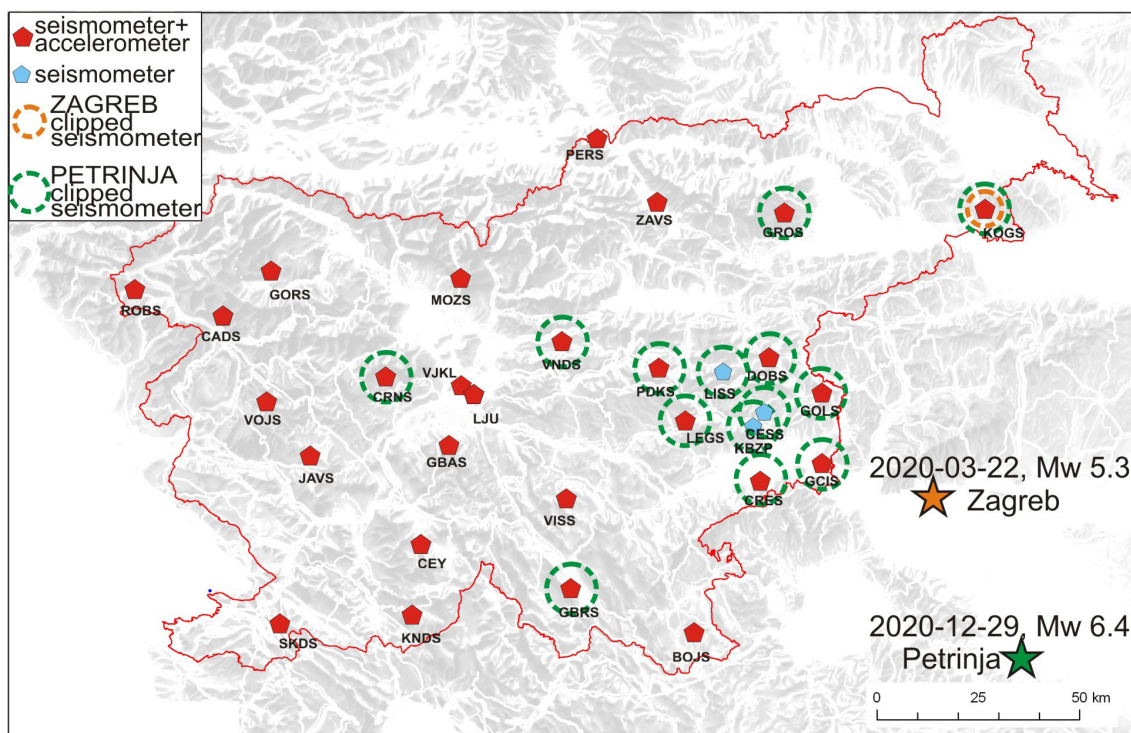 seismometer+
accelerometer
seismometer
ZAGREB
clipped
seismometer
PETRINJA
clipped
seismometer
PERS
ZAVS
GROS
KOGS
GORS
MOZS
ROBS
CADS
VNDS
VJKL
CRNS
LJU
PDKS
LISS
DOBS
GOLS
VOJS
LEGS
CESS
KBZP
GBAS
JAVS
GCIS
CRES
2020-03-22, Mw 5.3
Zagreb
VISS
CEY
GBRS
KNDS
SKDS
BOJS
2020-12-29, Mw 6.4
Petrinja
0 25 50 km